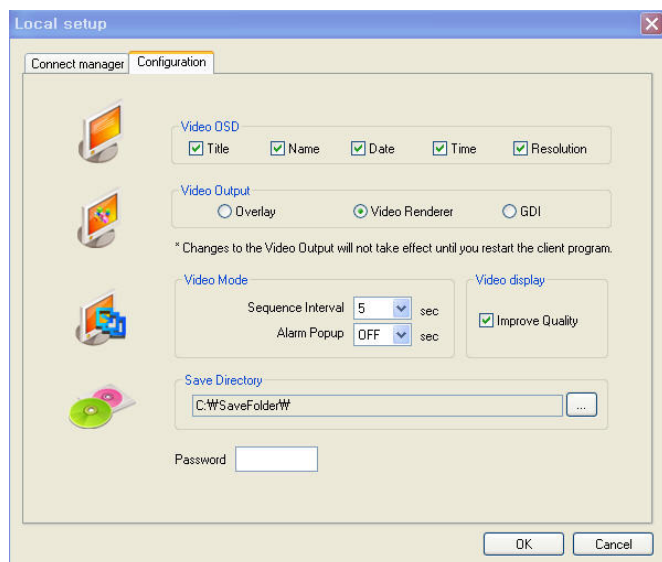 Local setup
Connect manager
Configuration
Video OSD
Title
Name
Date
Time
Resolution
Video Output
Overlay
Video Renderer
GDI
* Changes to the Video Output will not take effect until you restart the client program.
Video Mode
Sequence Interval 5 sec
Alarm Popup OFF sec
Video display
Improve Quality
Save Directory
C:₩SaveFolder₩
...
Password
OK
Cancel